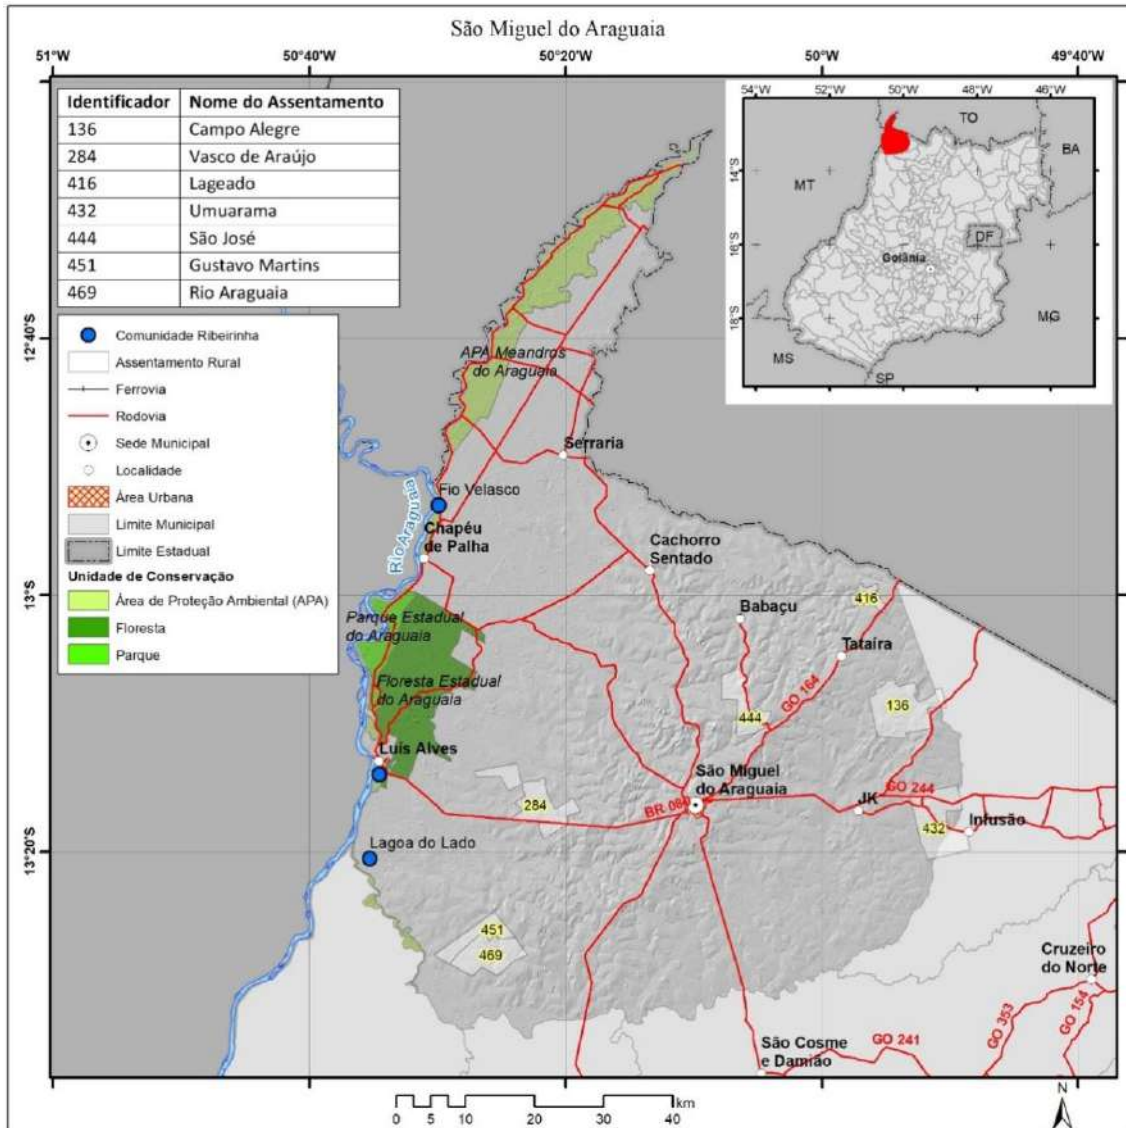 São Miguel do Araguaia
51°W 50°40'W 50°20'W 50°W 49°40'W
Identificador Nome do Assentamento
136 Campo Alegre
284 Vasco de Araújo
416 Lageado
432 Umuarama
444 São José
451 Gustavo Martins
469 Rio Araguaia
54°W 52°W 50°W 48°W 46°W
TO
BA
MT
14°S
DF
16°S
Goiânia
18°S
MG
MS
SP
Comunidade Ribeirinha
Assentamento Rural
Ferrovia
Rodovia
Sede Municipal
Localidade
Área Urbana
Limite Municipal
Limite Estadual
Unidade de Conservação
Área de Proteção Ambiental (APA)
Floresta
Parque
12°40'S
13°S
13°20'S
APA Meandros
do Araguaia
Serraria
Rio Araguaia
Fio Velasco
Chapéu
de Palha
Cachorro
Sentado
Babaçu
416
Tataíra
Parque Estadual
do Araguaia
Floresta Estadual
do Araguaia
GO 164
136
444
Luis Alves
São Miguel
do Araguaia
GO 244
284
BR 080
JK
432
Infusão
Lagoa do Lado
451
469
Cruzeiro
do Norte
GO 353
GO 154
São Cosme
e Damião
GO 241
0 5 10 20 30 40 km
N